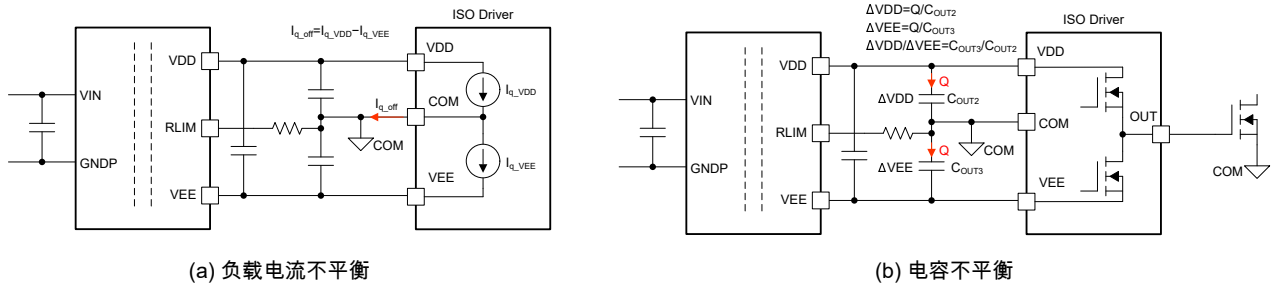 ISO Driver
I_q_off=I_q_VDD−I_q_VEE
VDD
VDD
VIN
I_q_VDD
COM
I_q_off
RLIM
COM
I_q_VEE
GNDP
VEE
VEE
(a) 负载电流不平衡
ΔVDD=Q/C_OUT2
ΔVEE=Q/C_OUT3
ΔVDD/ΔVEE=C_OUT3/C_OUT2
ISO Driver
VDD
VDD
Q
VIN
ΔVDD
C_OUT2
OUT
COM
RLIM
COM
Q
GNDP
ΔVEE
C_OUT3
COM
VEE
VEE
(b) 电容不平衡